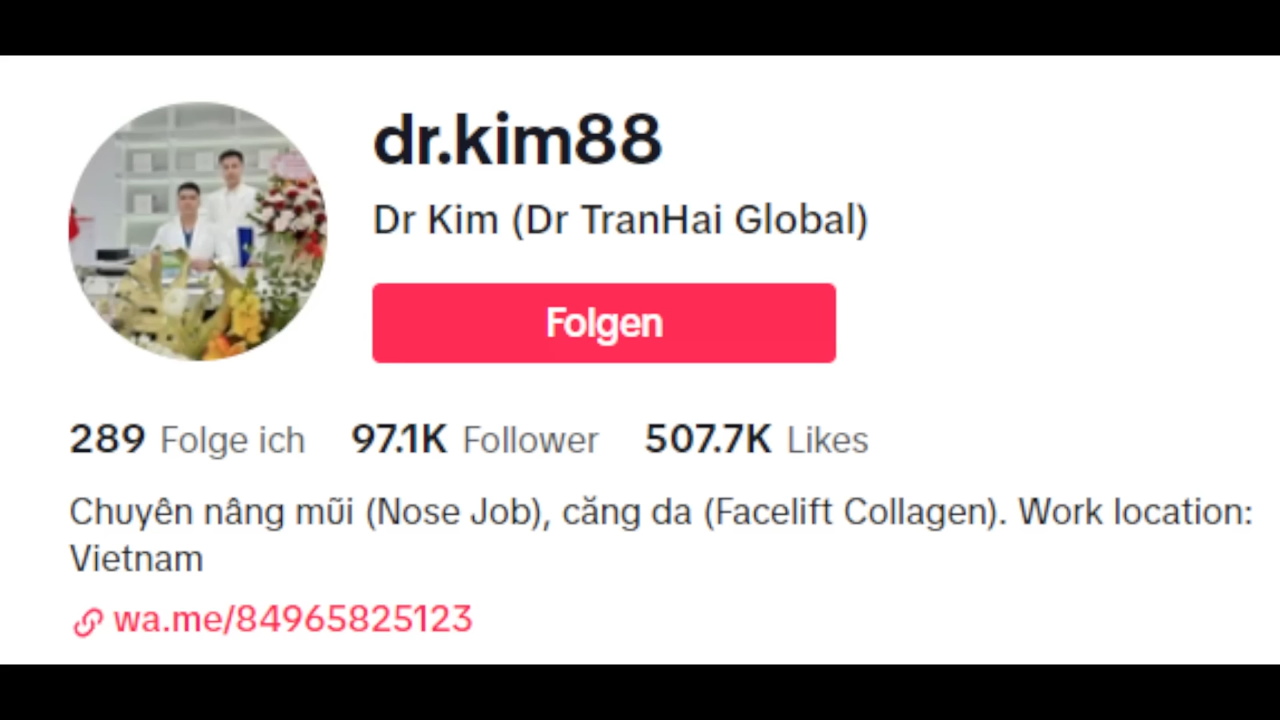 dr.kim88
Dr Kim (Dr TranHai Global)
Folgen
289 Folge ich 97.1K Follower 507.7K Likes
Chuyên nâng mũi (Nose Job), căng da (Facelift Collagen). Work location:
Vietnam
wa.me/84965825123